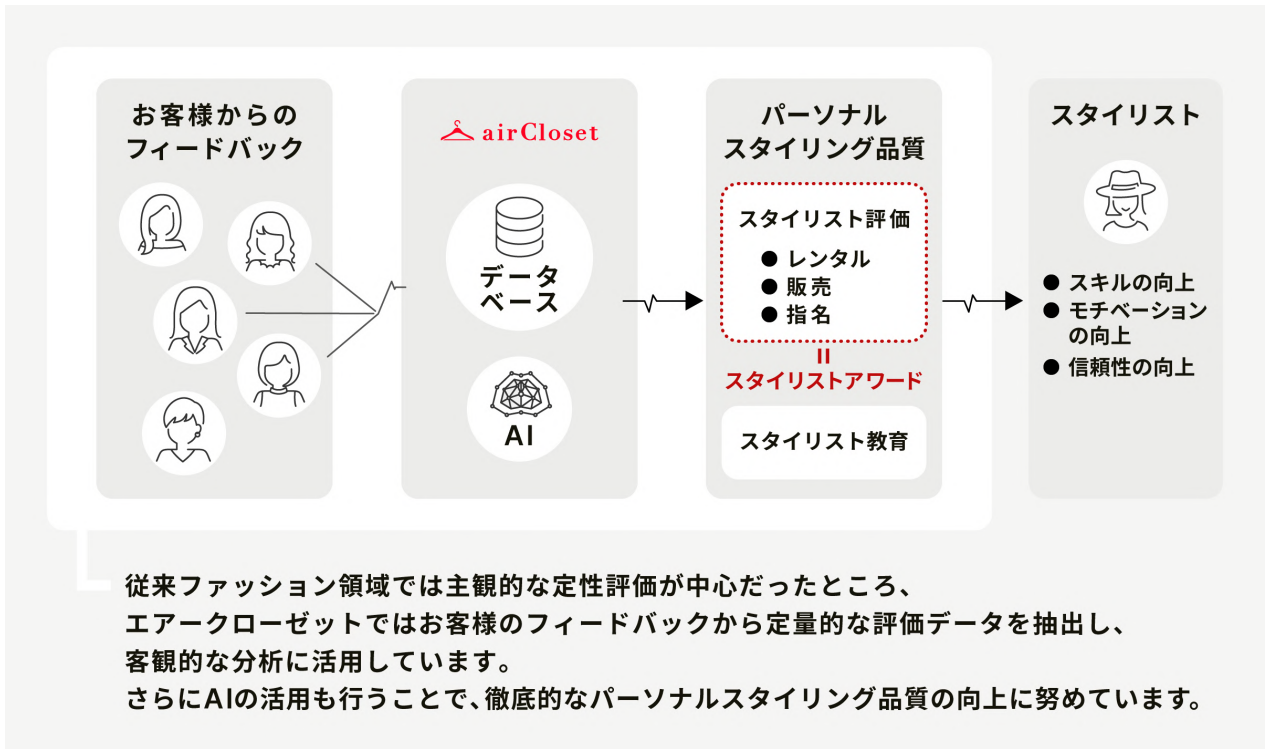 お客様からの
フィードバック
airCloset
データ
ベース
AI
パーソナル
スタイリング品質
スタイリスト評価
● レンタル
● 販売
● 指名
=
スタイリストアワード
スタイリスト教育
スタイリスト
● スキルの向上
● モチベーション
の向上
● 信頼性の向上
従来ファッション領域では主観的な定性評価が中心だったところ、
エアークローゼットではお客様のフィードバックから定量的な評価データを抽出し、
客観的な分析に活用しています。
さらにAIの活用も行うことで、徹底的なパーソナルスタイリング品質の向上に努めています。